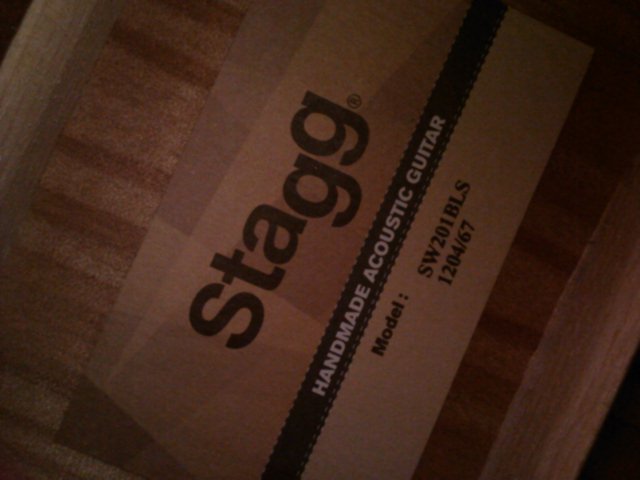 Stagg®
HANDMADE ACOUSTIC GUITAR
Model : SW201BLS
1204/67